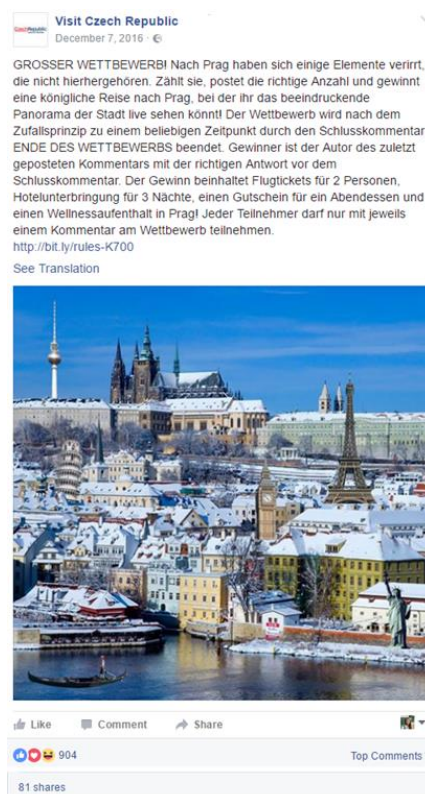 Visit Czech Republic
December 7, 2016 ·
GROSSER WETTBEWERB! Nach Prag haben sich einige Elemente verirrt,
die nicht hierhergehören. Zählt sie, postet die richtige Anzahl und gewinnt
eine königliche Reise nach Prag, bei der ihr das beeindruckende
Panorama der Stadt live sehen könnt! Der Wettbewerb wird nach dem
Zufallsprinzip zu einem beliebigen Zeitpunkt durch den Schlusskommentar
ENDE DES WETTBEWERBS beendet. Gewinner ist der Autor des zuletzt
geposteten Kommentars mit der richtigen Antwort vor dem
Schlusskommentar. Der Gewinn beinhaltet Flugtickets für 2 Personen,
Hotelunterbringung für 3 Nächte, einen Gutschein für ein Abendessen und
einen Wellnessaufenthalt in Prag! Jeder Teilnehmer darf nur mit jeweils
einem Kommentar am Wettbewerb teilnehmen.
http://bit.ly/rules-K700
See Translation
Like Comment Share
904 Top Comments
81 shares